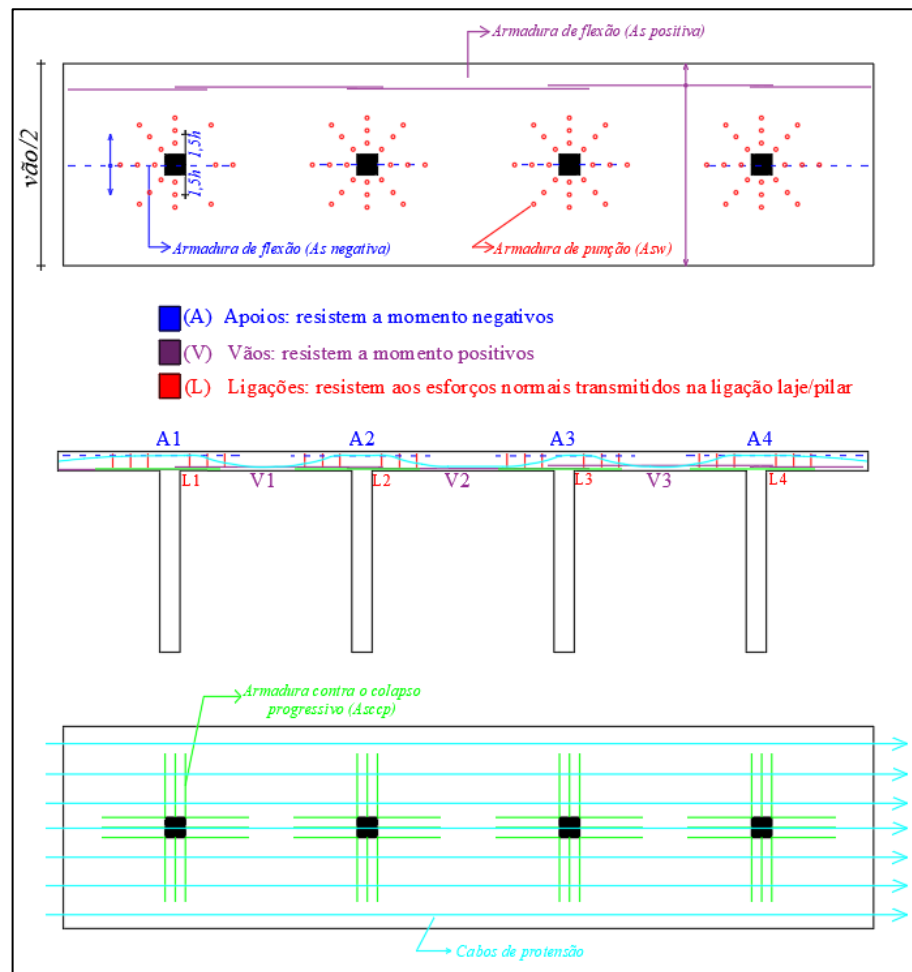 Armadura de flexão (As positiva)
vão/2
1,5h
1,5h
Armadura de flexão (As negativa)
Armadura de punção (Asw)
(A) Apoios: resistem a momento negativos
(V) Vãos: resistem a momento positivos
(L) Ligações: resistem aos esforços normais transmitidos na ligação laje/pilar
A1 A2 A3 A4
L1 V1 L2 V2 L3 V3 L4
Armadura contra o colapso
progressivo (Asccp)
Cabos de protensão